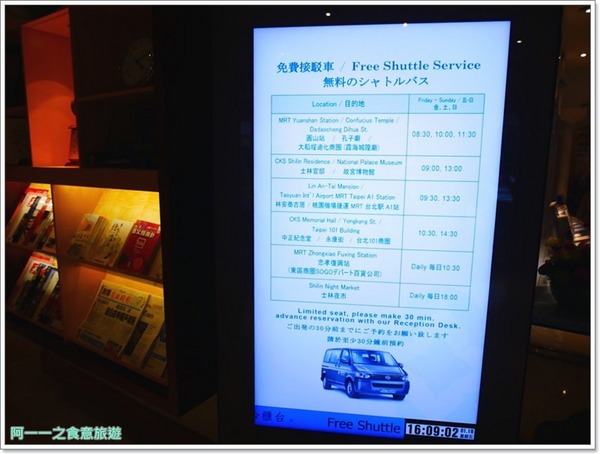 免費接駁車 / Free Shuttle Service
無料のシャトルバス
Location / 目的地
Friday ~ Sunday / 五-日
金、土、日
MRT Yuanshan Station / Confucius Temple /
Dadaocheng Dihua St.
圓山站 / 孔子廟 /
大稻埕迪化商圈 (霞海城隍廟)
08:30, 10:00, 11:30
CKS Shilin Residence / National Palace Museum
士林官邸 / 故宮博物館
09:00, 13:00
Lin An-Tai Mansion /
Taoyuan Int'l Airport MRT Taipei A1 Station
林安泰古厝 / 桃園機場捷運 MRT 台北駅 A1站
09:30, 13:30
CKS Memorial Hall / Yongkang St. /
Taipei 101 Building
中正紀念堂 / 永康街 / 台北101商圈
10:30, 14:30
MRT Zhongxiao Fuxing Station
忠孝復興站
(東區商圈SOGOデパート百貨公司)
Daily 毎日10:30
Shilin Night Market
士林夜市
Daily 毎日18:00
Limited seat, please make 30 min.
advance reservation with our Reception Desk.
ご出発の30分前までにご予約をお願い致します
請於至少30分鐘前預約
Free Shuttle
16:09:02
阿一一之食意旅遊